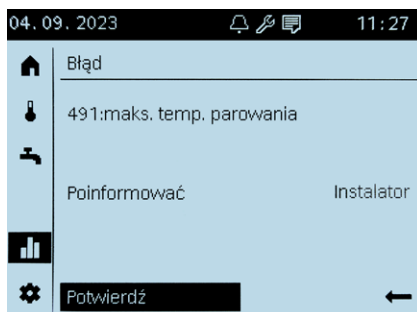 04.09.2023 11:27
Błąd
491:maks. temp. parowania
Poinformować Instalator
Potwierdź